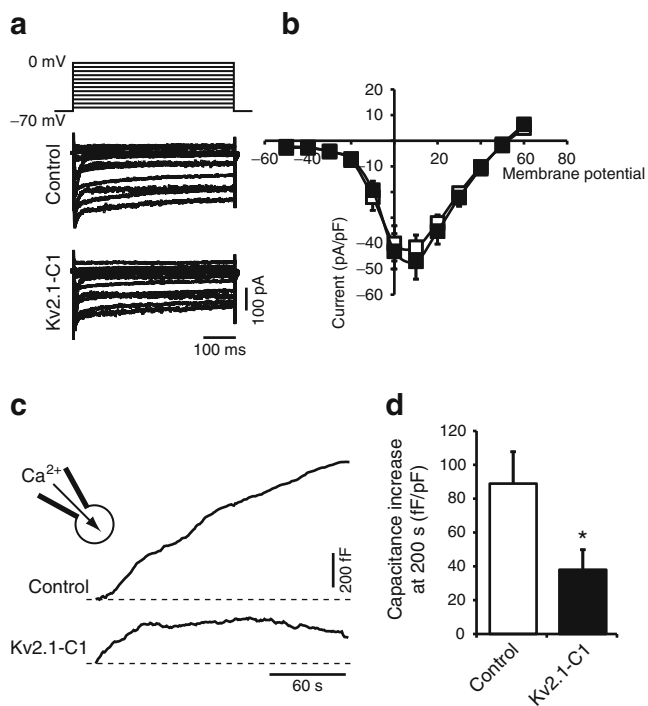 a
0 mV
−70 mV
Control
Kv2.1-C1
100 pA
100 ms
b
20
10
−60
−40
20
40
60
80
Membrane potential
−10
−20
−40
−50
−60
Current (pA/pF)
c
Ca2+
Control
200 fF
Kv2.1-C1
60 s
d
Capacitance increase
at 200 s (fF/pF)
120
100
80
60
40
20
0
*
Control
Kv2.1-C1